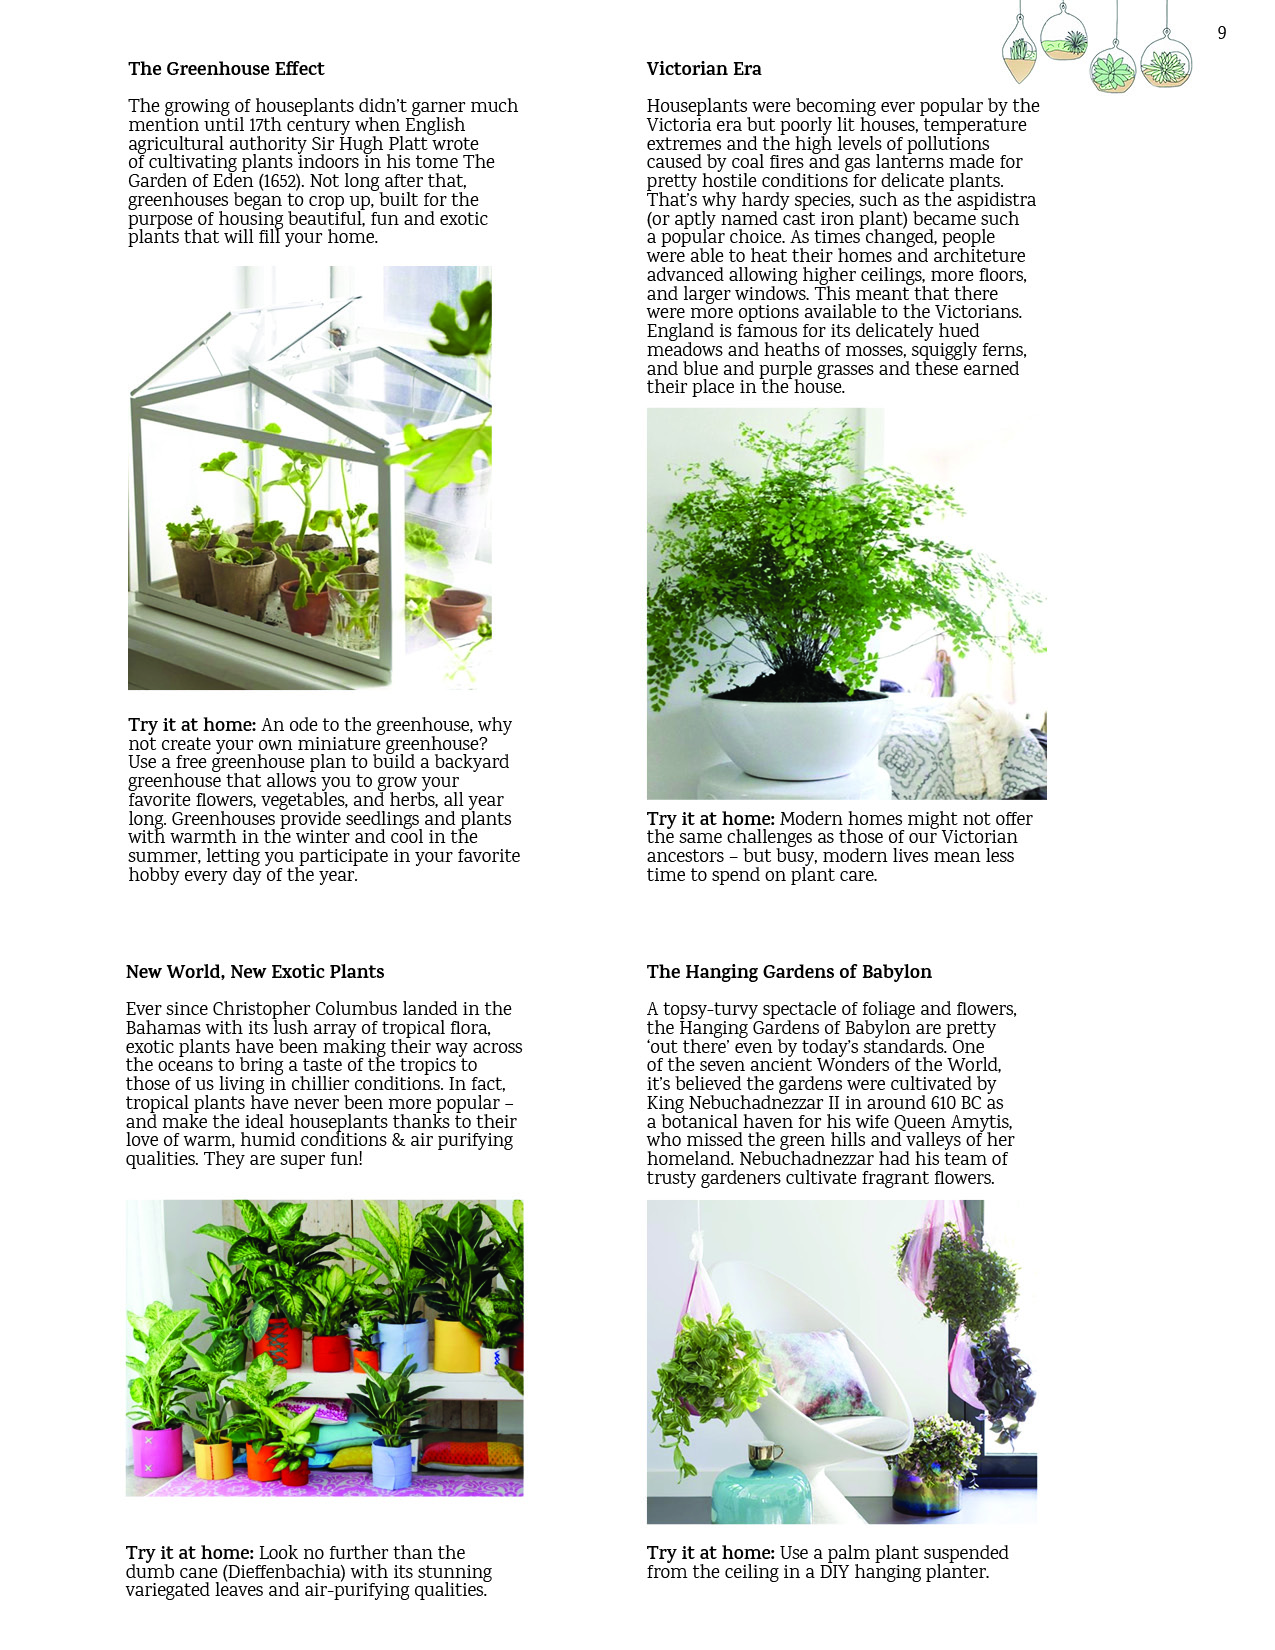 9
The Greenhouse Effect
The growing of houseplants didn't garner much
mention until 17th century when English
agricultural authority Sir Hugh Platt wrote
of cultivating plants indoors in his tome The
Garden of Eden (1652). Not long after that,
greenhouses began to crop up, built for the
purpose of housing beautiful, fun and exotic
plants that will fill your home.
Try it at home: An ode to the greenhouse, why
not create your own miniature greenhouse?
Use a free greenhouse plan to build a backyard
greenhouse that allows you to grow your
favorite flowers, vegetables, and herbs, all year
long. Greenhouses provide seedlings and plants
with warmth in the winter and cool in the
summer, letting you participate in your favorite
hobby every day of the year.
Victorian Era
Houseplants were becoming ever popular by the
Victoria era but poorly lit houses, temperature
extremes and the high levels of pollutions
caused by coal fires and gas lanterns made for
pretty hostile conditions for delicate plants.
That's why hardy species, such as the aspidistra
(or aptly named cast iron plant) became such
a popular choice. As times changed, people
were able to heat their homes and architeture
advanced allowing higher ceilings, more floors,
and larger windows. This meant that there
were more options available to the Victorians.
England is famous for its delicately hued
meadows and heaths of mosses, squiggly ferns,
and blue and purple grasses and these earned
their place in the house.
Try it at home: Modern homes might not offer
the same challenges as those of our Victorian
ancestors – but busy, modern lives mean less
time to spend on plant care.
New World, New Exotic Plants
Ever since Christopher Columbus landed in the
Bahamas with its lush array of tropical flora,
exotic plants have been making their way across
the oceans to bring a taste of the tropics to
those of us living in chillier conditions. In fact,
tropical plants have never been more popular –
and make the ideal houseplants thanks to their
love of warm, humid conditions & air purifying
qualities. They are super fun!
Try it at home: Look no further than the
dumb cane (Dieffenbachia) with its stunning
variegated leaves and air-purifying qualities.
The Hanging Gardens of Babylon
A topsy-turvy spectacle of foliage and flowers,
the Hanging Gardens of Babylon are pretty
‘out there’ even by today's standards. One
of the seven ancient Wonders of the World,
it's believed the gardens were cultivated by
King Nebuchadnezzar II in around 610 BC as
a botanical haven for his wife Queen Amytis,
who missed the green hills and valleys of her
homeland. Nebuchadnezzar had his team of
trusty gardeners cultivate fragrant flowers.
Try it at home: Use a palm plant suspended
from the ceiling in a DIY hanging planter.